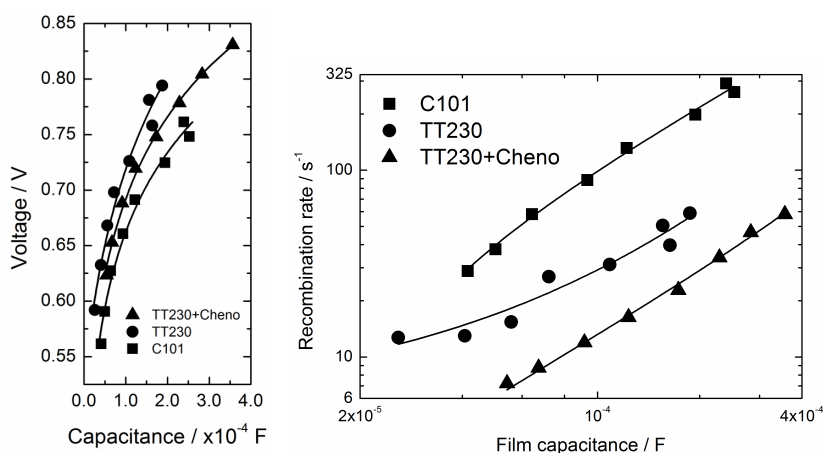 0.85
0.80
0.75
0.70
0.65
0.60
0.55
Voltage / V
0.0
1.0
2.0
3.0
4.0
Capacitance / x10⁻⁴ F
TT230+Cheno
TT230
C101
325
100
10
6
Recombination rate / s⁻¹
C101
TT230
TT230+Cheno
2x10⁻⁵
10⁻⁴
4x10⁻⁴
Film capacitance / F